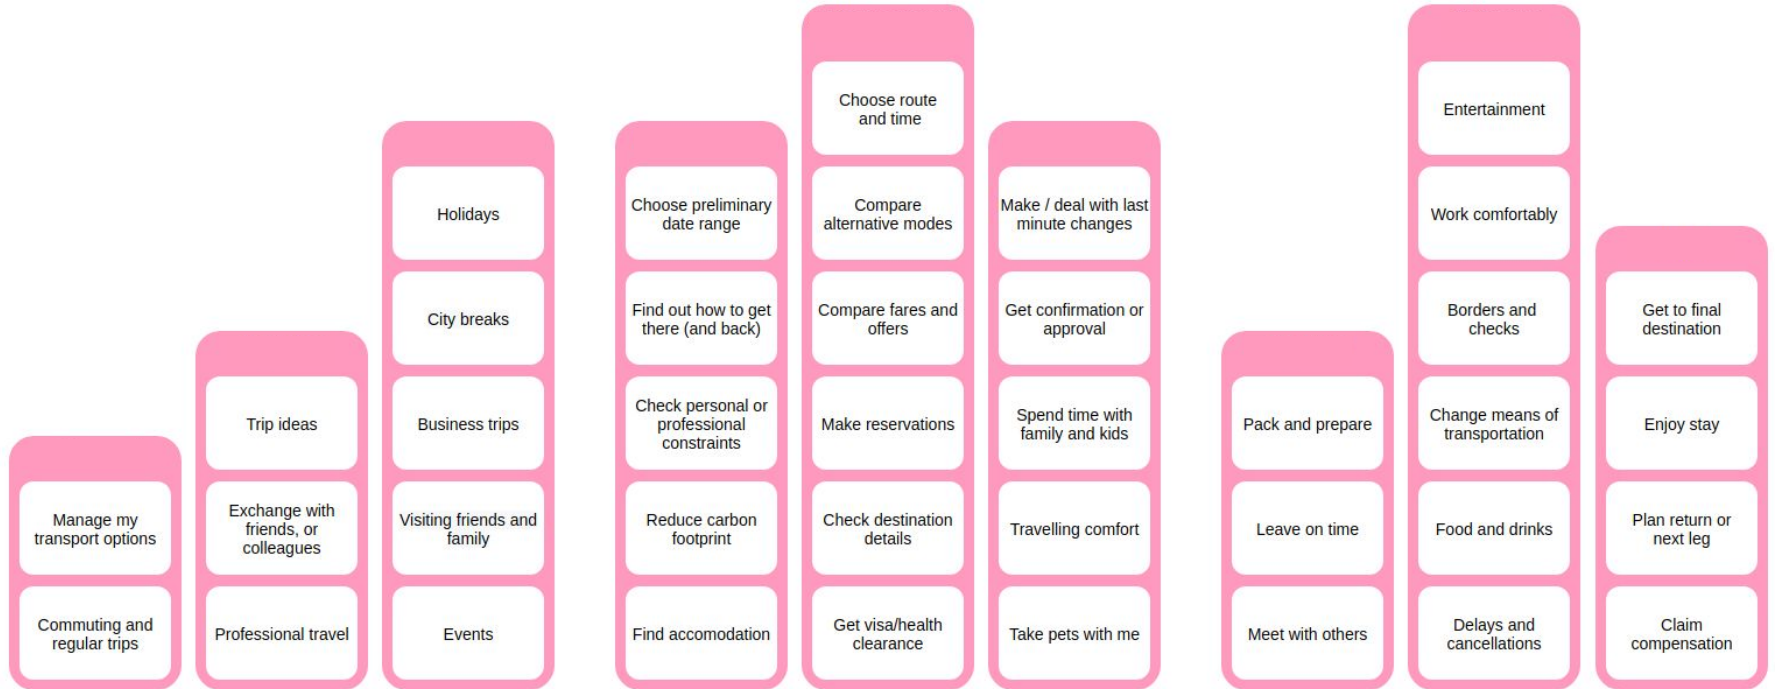 Manage my
transport options
Commuting and
regular trips
Trip ideas
Exchange with
friends, or
colleagues
Professional travel
Holidays
City breaks
Business trips
Visiting friends and
family
Events
Choose preliminary
date range
Find out how to get
there (and back)
Check personal or
professional
constraints
Reduce carbon
footprint
Find accomodation
Choose route
and time
Compare
alternative modes
Compare fares and
offers
Make reservations
Check destination
details
Get visa/health
clearance
Make / deal with last
minute changes
Get confirmation or
approval
Spend time with
family and kids
Travelling comfort
Take pets with me
Pack and prepare
Leave on time
Meet with others
Entertainment
Work comfortably
Borders and
checks
Change means of
transportation
Food and drinks
Delays and
cancellations
Get to final
destination
Enjoy stay
Plan return or
next leg
Claim
compensation